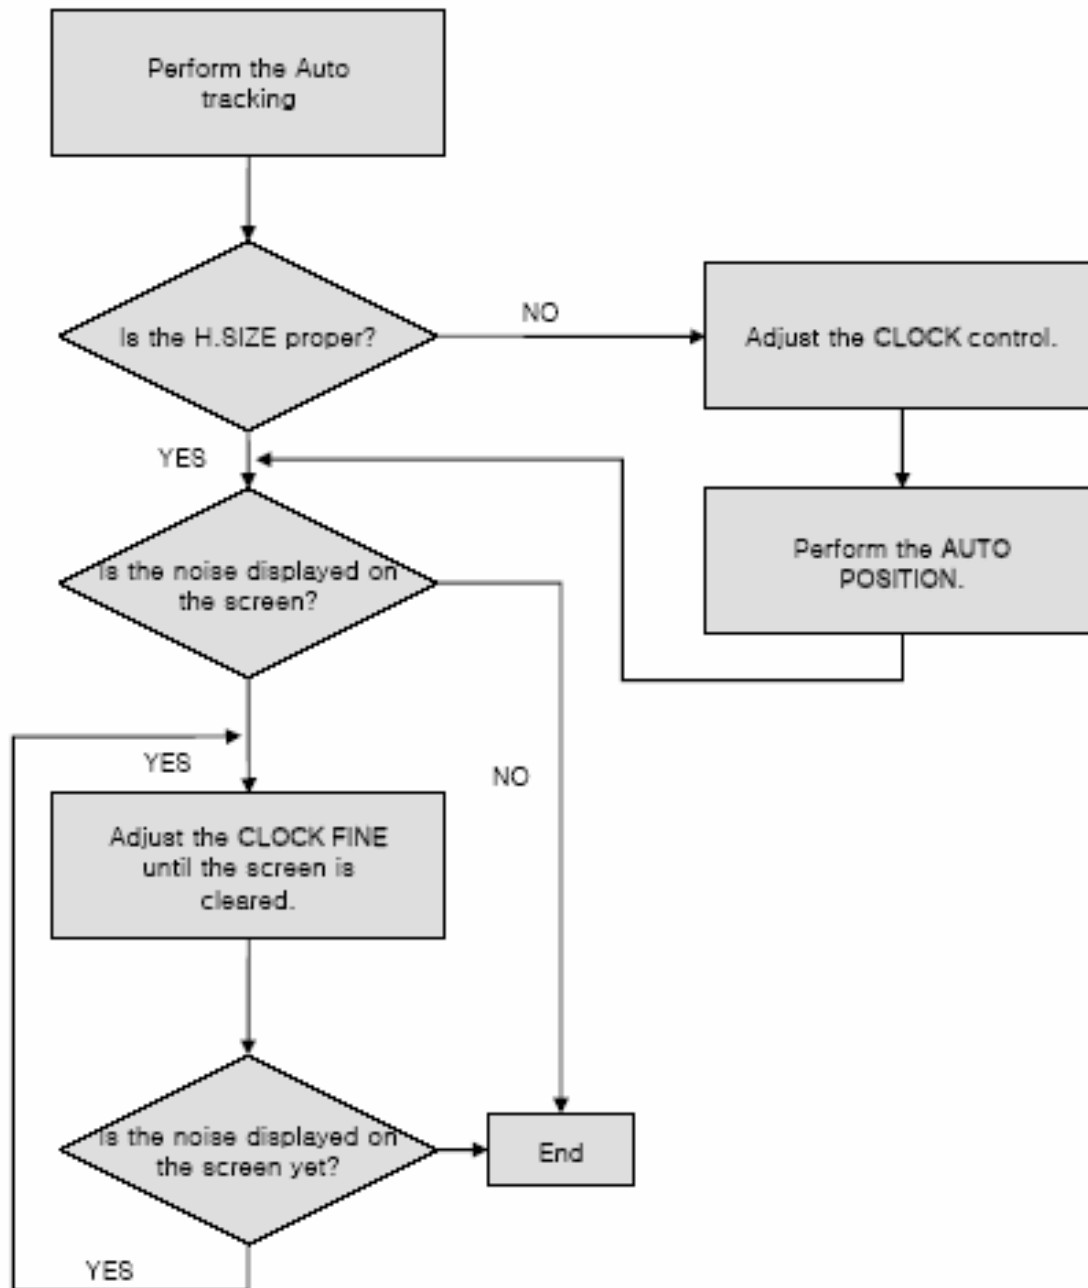 Perform the Auto
tracking
Is the H.SIZE proper?
NO
Adjust the CLOCK control.
YES
Perform the AUTO
POSITION.
Is the noise displayed on
the screen?
YES
NO
Adjust the CLOCK FINE
until the screen is
cleared.
Is the noise displayed on
the screen yet?
End
YES